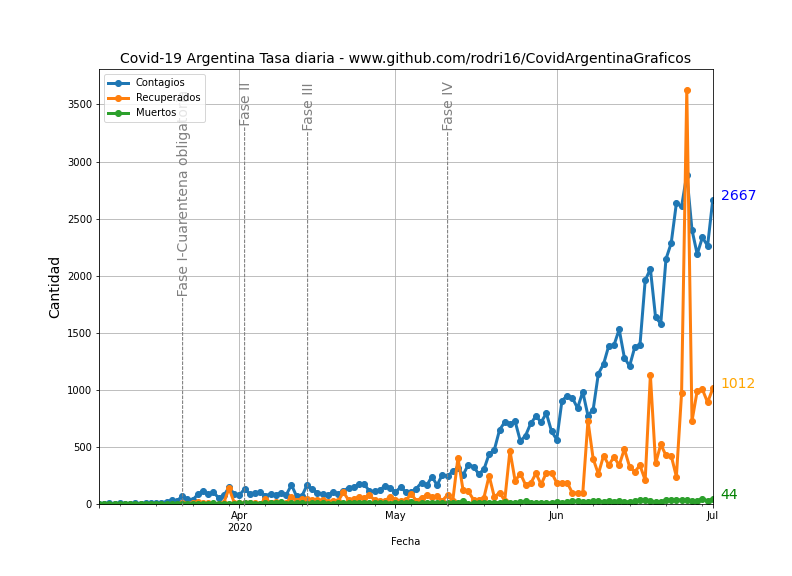 Covid-19 Argentina Tasa diaria - www.github.com/rodri16/CovidArgentinaGraficos
Contagios
Recuperados
Muertos
Fase I-Cuarentena obligatoria
Fase II
Fase III
Fase IV
3500
3000
2500
2000
1500
1000
500
0
Cantidad
2667
1012
44
Apr
2020
May
Jun
Jul
Fecha